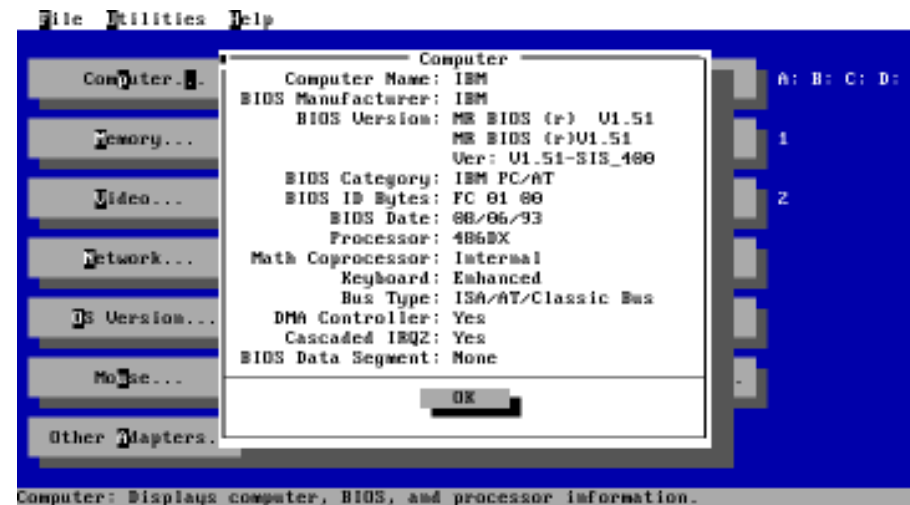 File Utilities Help
Computer
Computer... A: B: C: D:
Computer Name: IBM
BIOS Manufacturer: IBM
BIOS Version: MR BIOS (r) V1.51
MR BIOS (r)V1.51
Ver: V1.51-SIS_400
Memory... 1
BIOS Category: IBM PC/AT
BIOS ID Bytes: FC 01 00
BIOS Date: 08/06/93
Video... 2
Processor: 486DX
Math Coprocessor: Internal
Network...
Keyboard: Enhanced
Bus Type: ISA/AT/Classic Bus
DMA Controller: Yes
OS Version...
Cascaded IRQ2: Yes
BIOS Data Segment: None
Mouse...
OK
Other Adapters.
Computer: Displays computer, BIOS, and processor information.